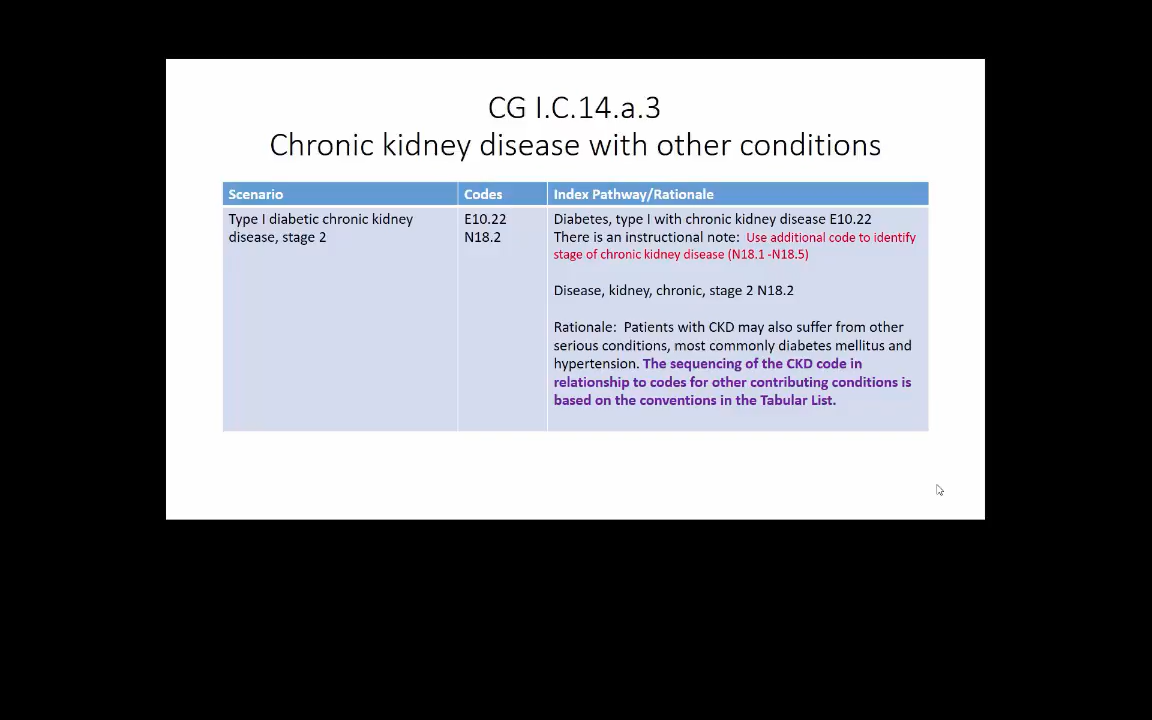 CG I.C.14.a.3
Chronic kidney disease with other conditions
Scenario
Codes
Index Pathway/Rationale
Type I diabetic chronic kidney
disease, stage 2
E10.22
N18.2
Diabetes, type I with chronic kidney disease E10.22
There is an instructional note:  Use additional code to identify
stage of chronic kidney disease (N18.1 -N18.5)
Disease, kidney, chronic, stage 2 N18.2
Rationale:  Patients with CKD may also suffer from other
serious conditions, most commonly diabetes mellitus and
hypertension. The sequencing of the CKD code in
relationship to codes for other contributing conditions is
based on the conventions in the Tabular List.